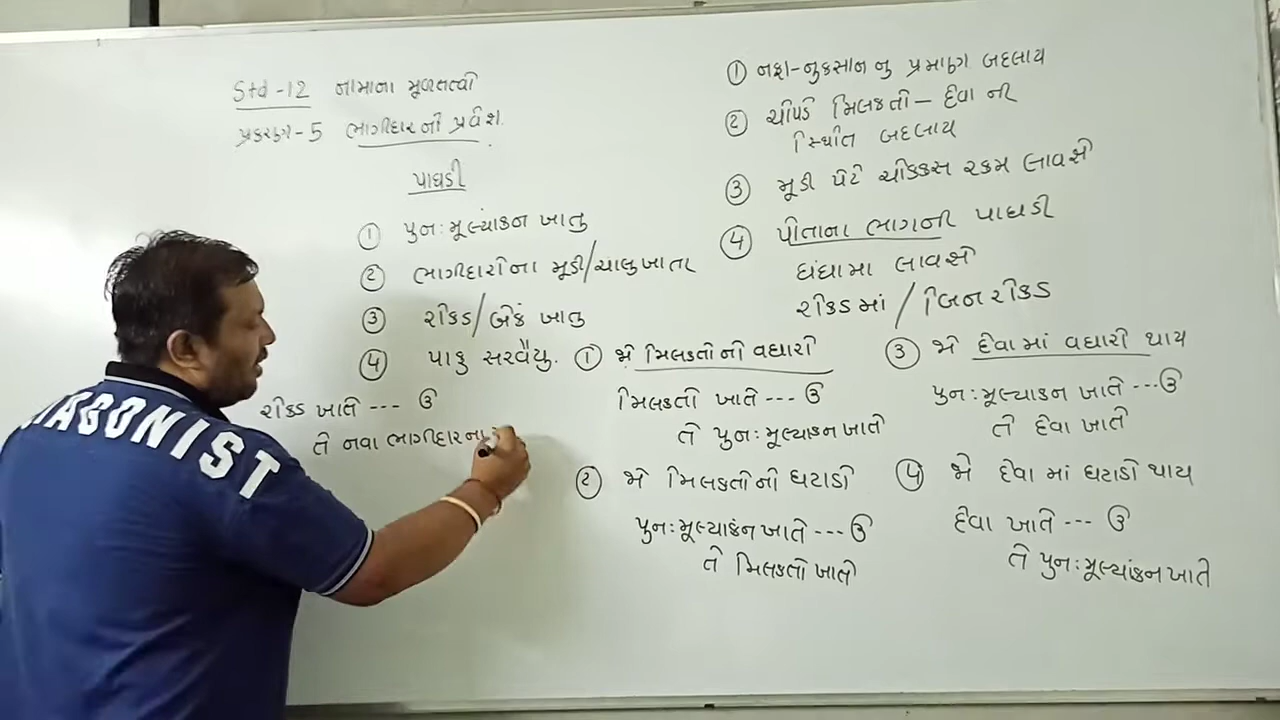 Std-12 નામાના મૂળતત્વો
પ્રકરણ-5 ભાગીદારનો પ્રવેશ.
પાઘડી
① પુનઃમૂલ્યાંકન ખાતુ
② ભાગીદારોના મૂડી/ચાલુખાતા
③ રોકડ/બેંક ખાતુ
④ પાકુ સરવૈયુ.
રોકડ ખાતે --- ઉ
તે નવા ભાગીદારના
① નફા-નુકસાન નુ પ્રમાણ બદલાય
② ચોપડે મિલકતો - દેવા ની
સ્થિતિ બદલાય
③ મૂડી પેટે ચોક્કસ રકમ લાવશે
④ પોતાના ભાગની પાઘડી
ધંધામા લાવશે
રોકડ માં / બિનરોકડ
① જો મિલકતોનો વધારો
મિલકતો ખાતે --- ઉ
તે પુનઃમૂલ્યાકન ખાતે
② જો મિલકતોનો ઘટાડો
પુનઃમૂલ્યાકંન ખાતે --- ઉ
તે મિલકતો ખાતે
③ જો દેવામાં વધારો થાય
પુનઃમૂલ્યાકન ખાતે --- ઉ
તે દેવા ખાતે
④ જો દેવા માં ઘટાડો થાય
દેવા ખાતે --- ઉ
તે પુનઃમૂલ્યાંકન ખાતે
IAGONIST